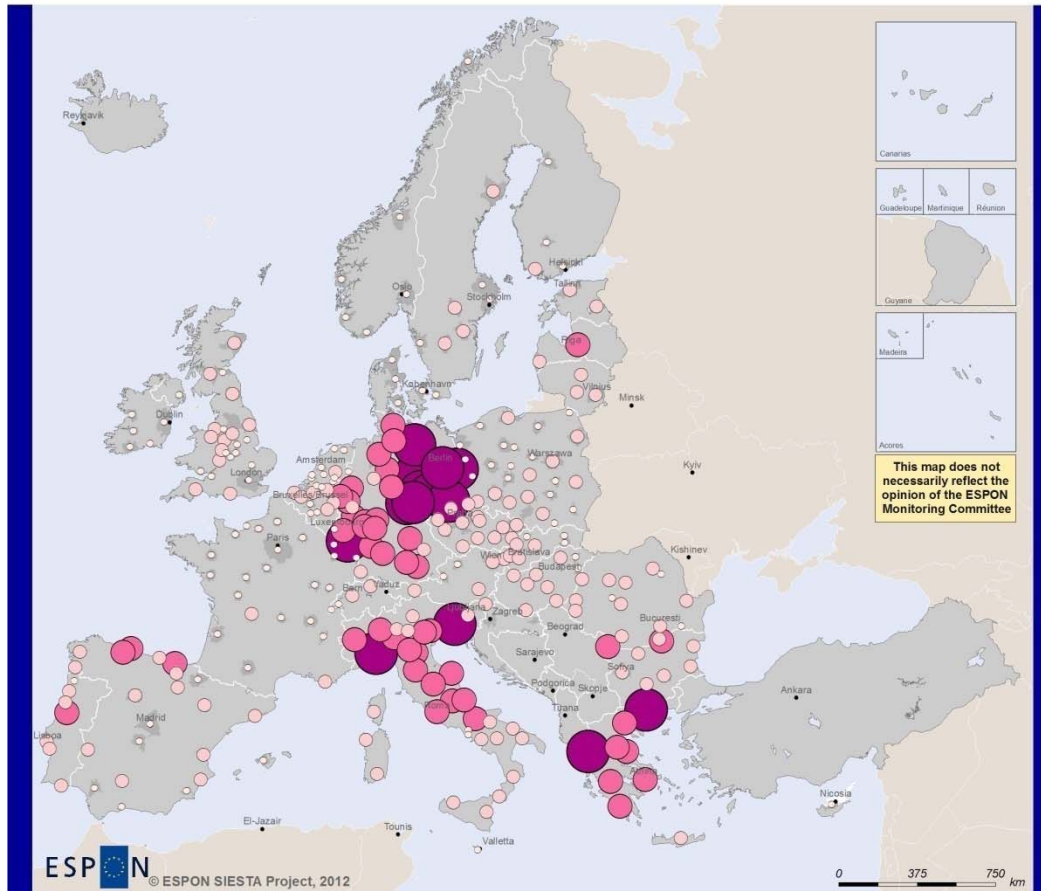 Reykjavik
Canarias
Guadeloupe
Martinique
Réunion
Guyane
Madeira
Acores
This map does not
necessarily reflect the
opinion of the ESPON
Monitoring Committee
Helsinki
Tallinn
Oslo
Stockholm
Riga
København
Vilnius
Minsk
Dublin
Amsterdam
Berlin
Warszawa
London
Kyiv
Bruxelles/Brussel
Luxembourg
Paris
Kishinev
Wien
Bratislava
Budapest
Bern
Vaduz
Ljubljana
Zagreb
Bucuresti
Beograd
Sarajevo
Sofiya
Podgorica
Skopje
Ankara
Tirana
Roma
Madrid
Lisboa
Nicosia
El-Jazair
Tounis
Valletta
ESPON
© ESPON SIESTA Project, 2012
0 375 750
km